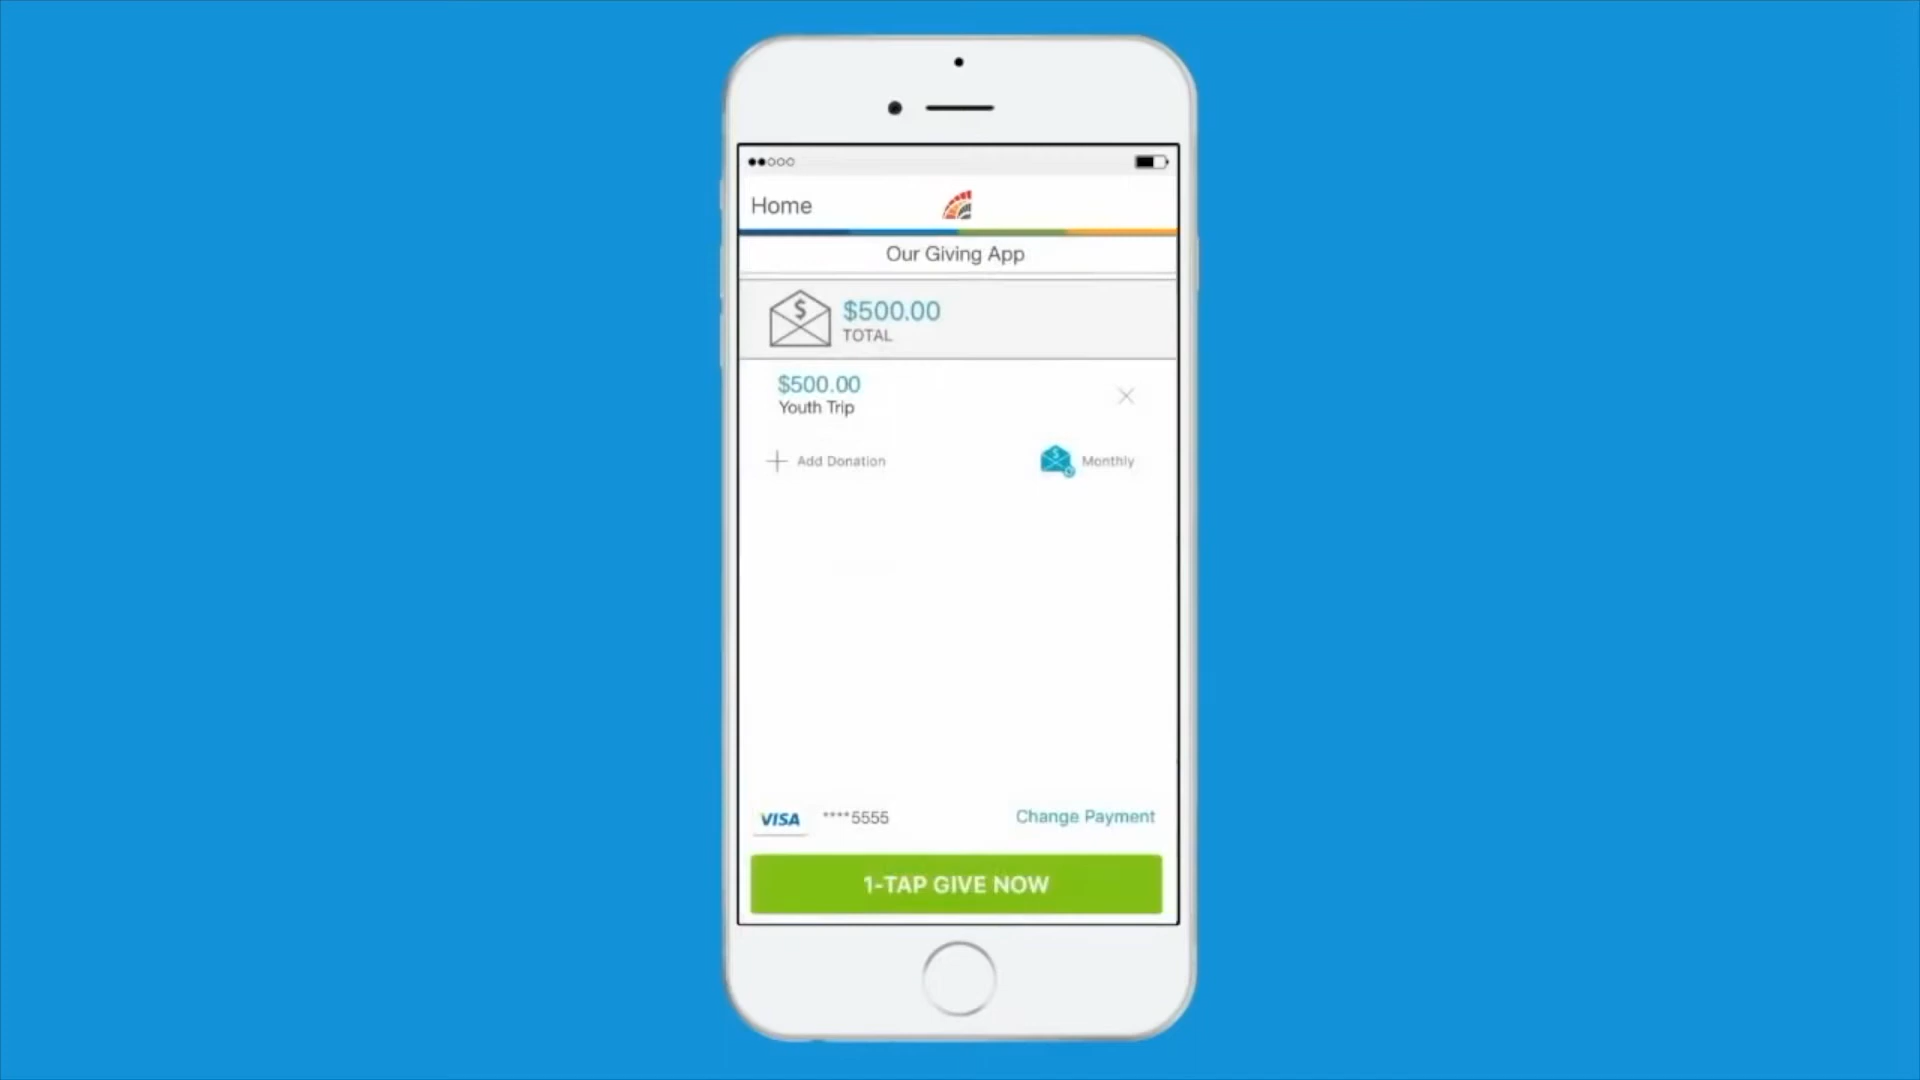 Home
Our Giving App
$500.00
TOTAL
$500.00
Youth Trip
Add Donation
Monthly
VISA ****5555 Change Payment
1-TAP GIVE NOW